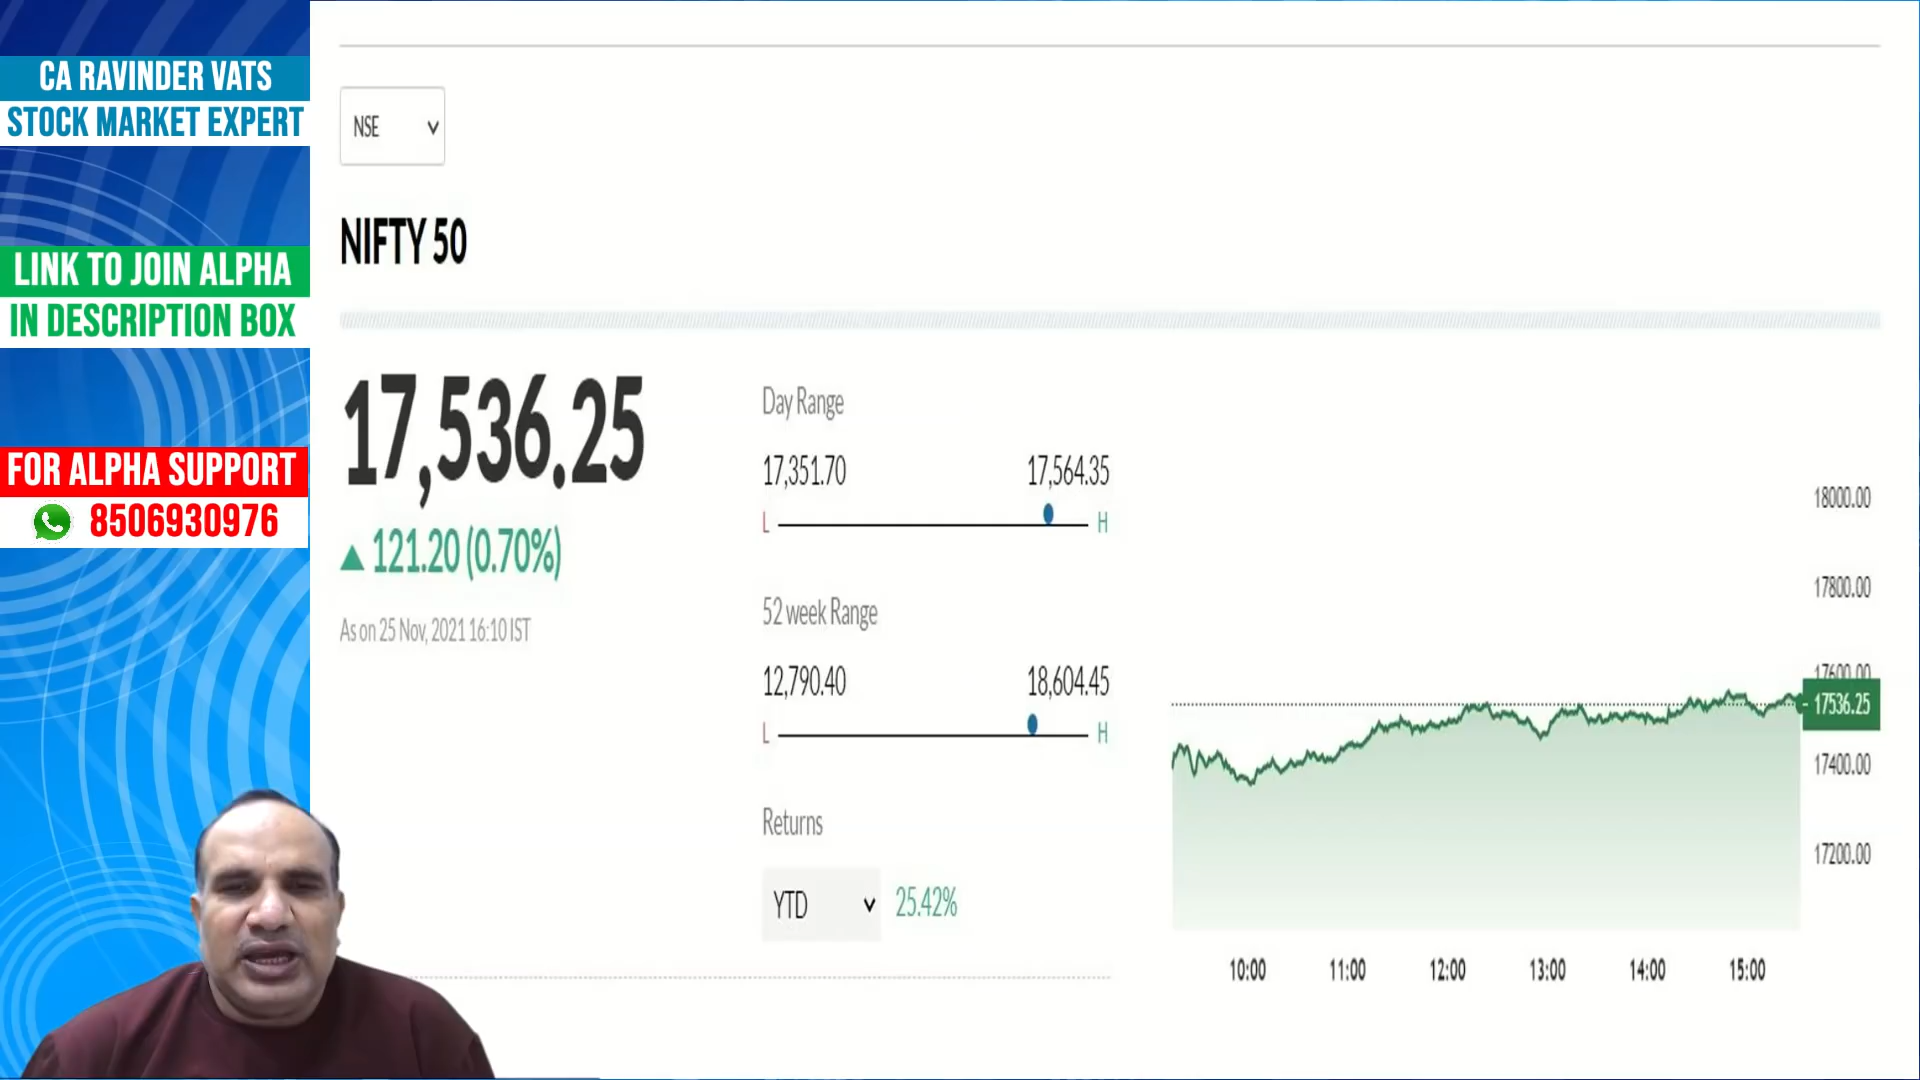 CA RAVINDER VATS
STOCK MARKET EXPERT
LINK TO JOIN ALPHA
IN DESCRIPTION BOX
FOR ALPHA SUPPORT
8506930976
NSE
NIFTY 50
17,536.25
▲ 121.20 (0.70%)
As on 25 Nov, 2021 16:10 IST
Day Range
17,351.70 17,564.35
L H
52 week Range
12,790.40 18,604.45
L H
Returns
YTD 25.42%
18000.00
17800.00
17600.00
17536.25
17400.00
17200.00
10:00 11:00 12:00 13:00 14:00 15:00